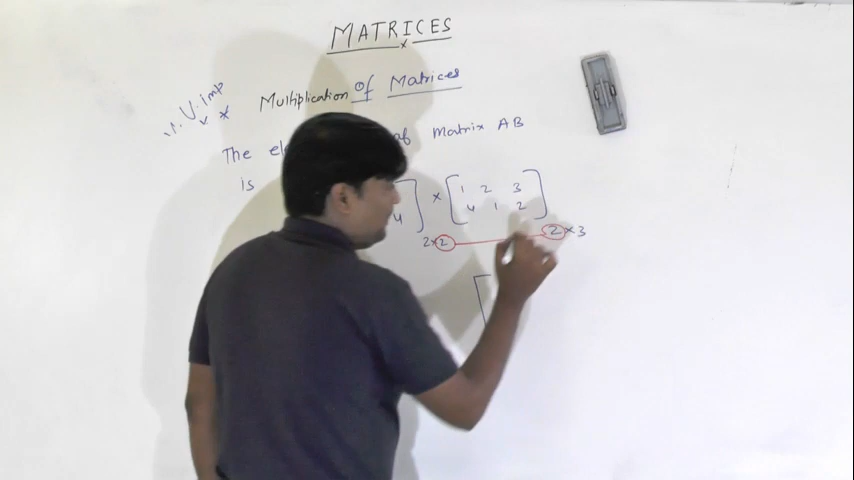 MATRICES
V.imp
Multiplication of Matrices
The of Matrix AB
is
4 ] × [ 1 2 3
4 1 2 ]
2×2 2×3
[